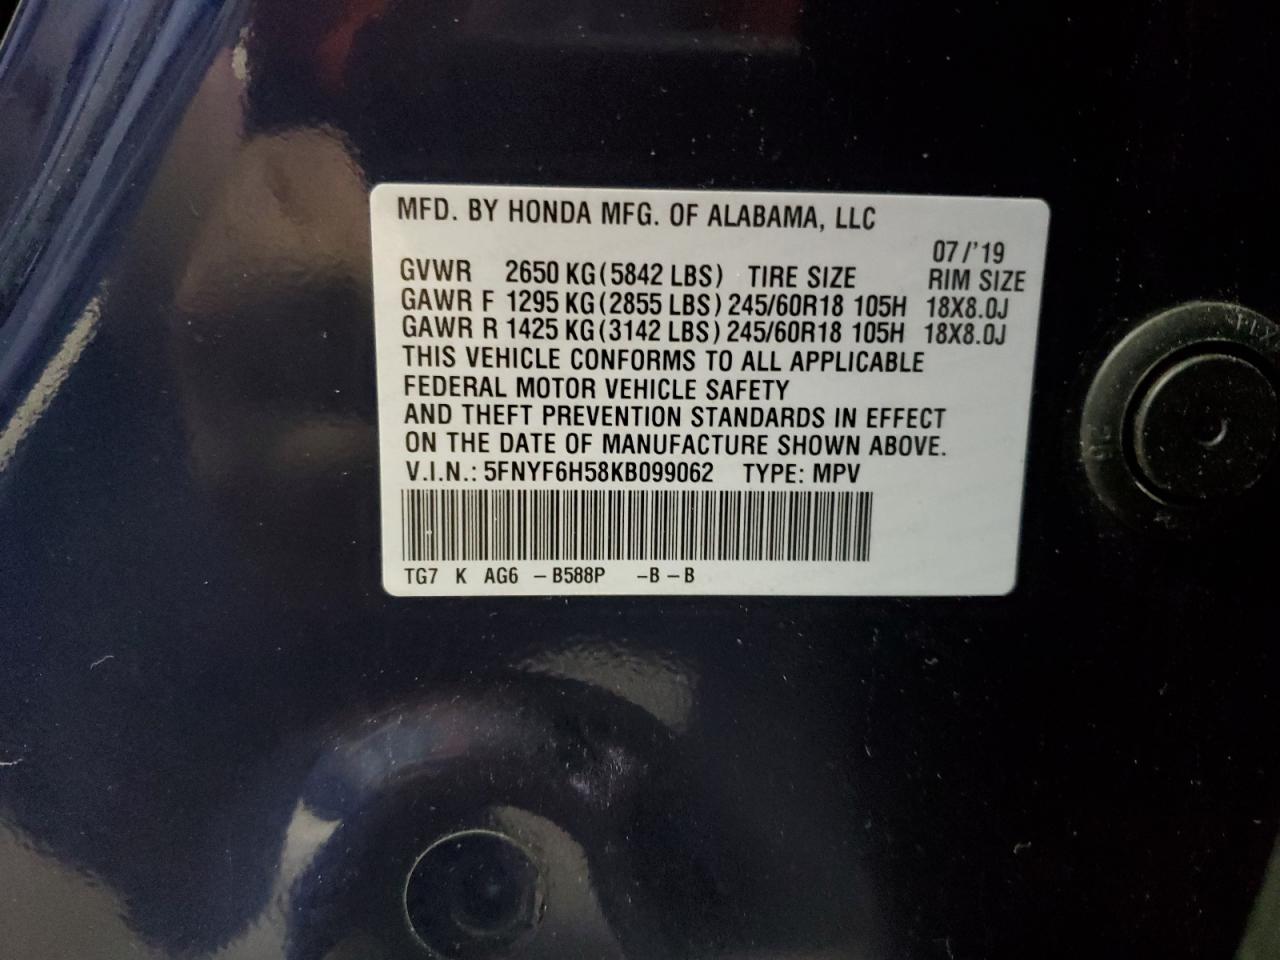 MFD. BY HONDA MFG. OF ALABAMA, LLC
07/'19
GVWR 2650 KG (5842 LBS) TIRE SIZE RIM SIZE
GAWR F 1295 KG (2855 LBS) 245/60R18 105H 18X8.0J
GAWR R 1425 KG (3142 LBS) 245/60R18 105H 18X8.0J
THIS VEHICLE CONFORMS TO ALL APPLICABLE
FEDERAL MOTOR VEHICLE SAFETY
AND THEFT PREVENTION STANDARDS IN EFFECT
ON THE DATE OF MANUFACTURE SHOWN ABOVE.
V.I.N.: 5FNYF6H58KB099062 TYPE: MPV
TG7 K AG6 – B588P –B – B